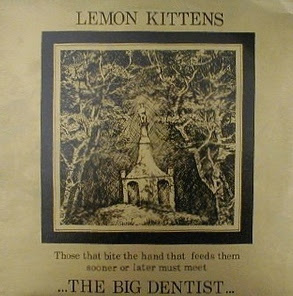 LEMON KITTENS
Those that bite the hand that feeds them
sooner or later must meet
...THE BIG DENTIST...